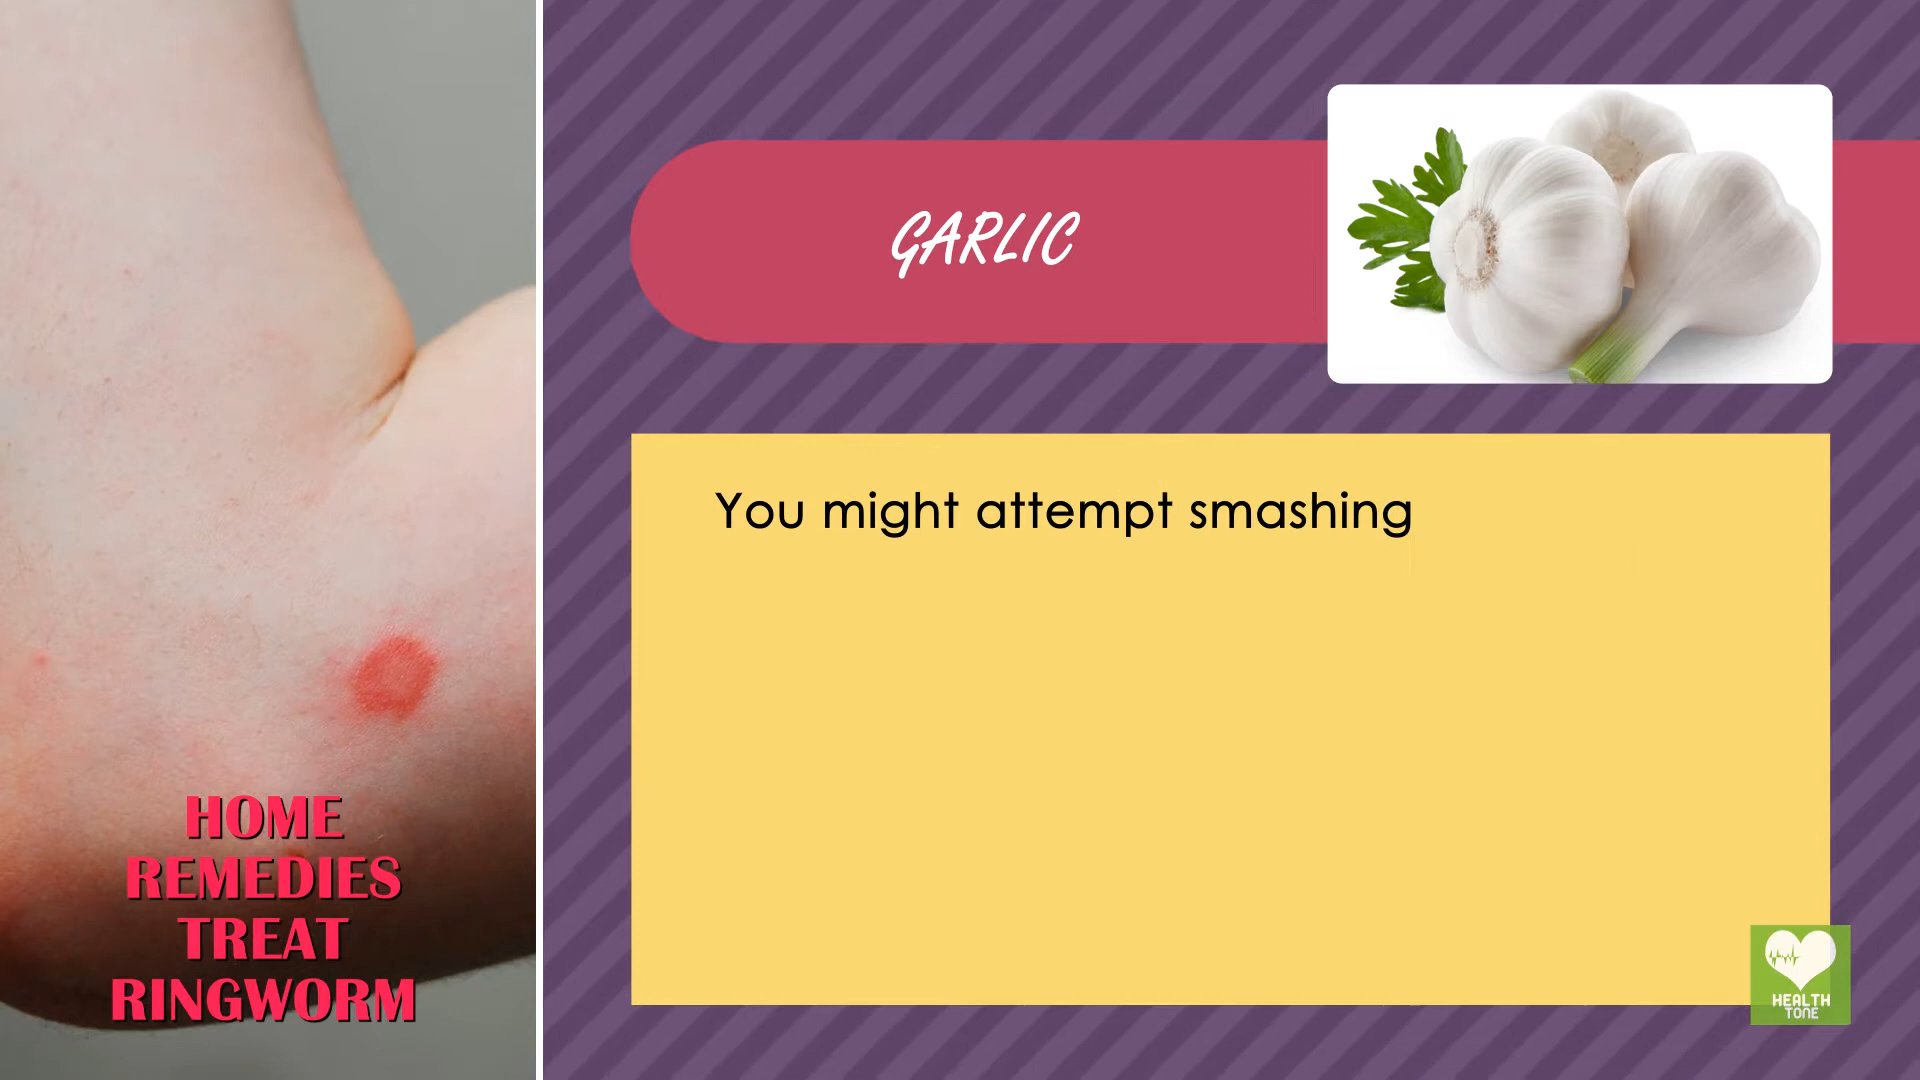 HOME
REMEDIES
TREAT
RINGWORM
GARLIC
You might attempt smashing
HEALTH
TONE